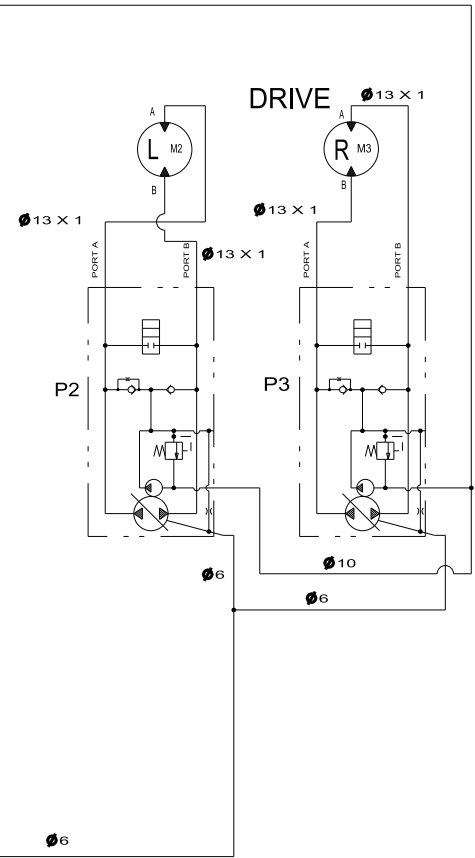 DRIVE
Ø13 X 1
A
A
L M2
R M3
B
B
Ø13 X 1
Ø13 X 1
PORT A
PORT B
Ø13 X 1
PORT A
PORT B
P2
P3
Ø10
Ø6
Ø6
Ø6